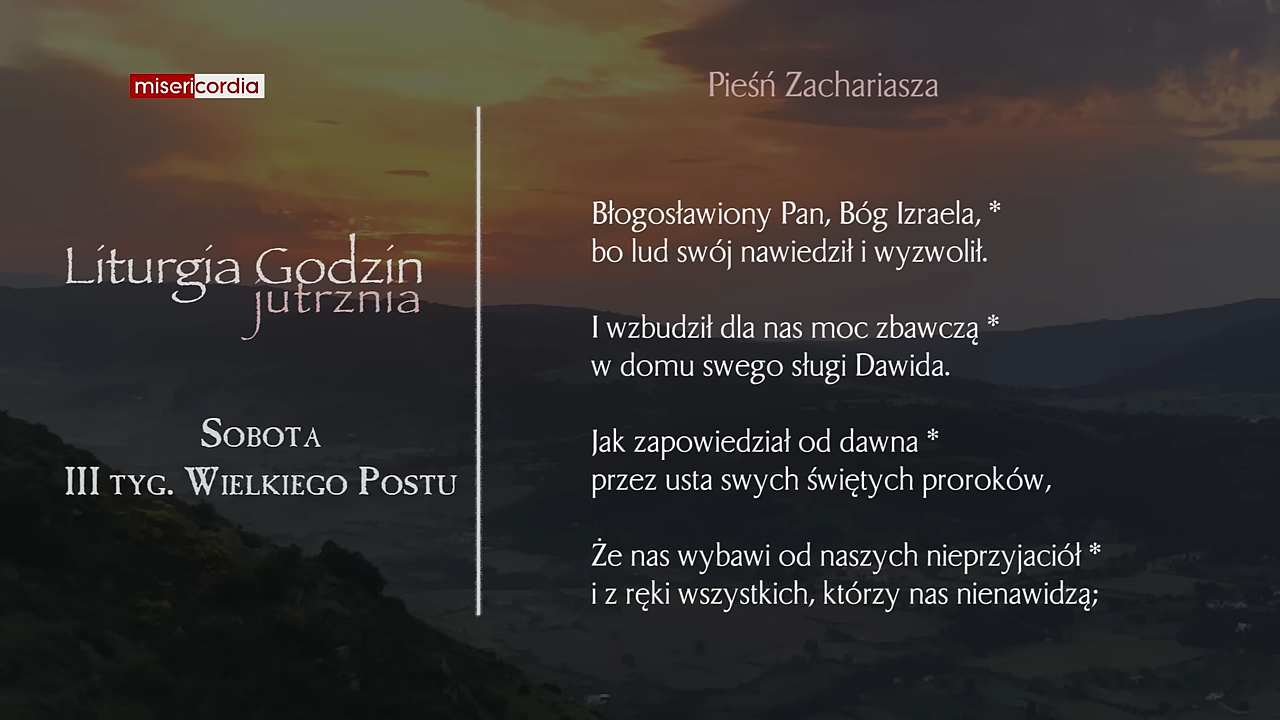 misericordia
Pieśń Zachariasza
Liturgia Godzin
jutrznia
Sobota
III tyg. Wielkiego Postu
Błogosławiony Pan, Bóg Izraela, *
bo lud swój nawiedził i wyzwolił.
I wzbudził dla nas moc zbawczą *
w domu swego sługi Dawida.
Jak zapowiedział od dawna *
przez usta swych świętych proroków,
Że nas wybawi od naszych nieprzyjaciół *
i z ręki wszystkich, którzy nas nienawidzą;